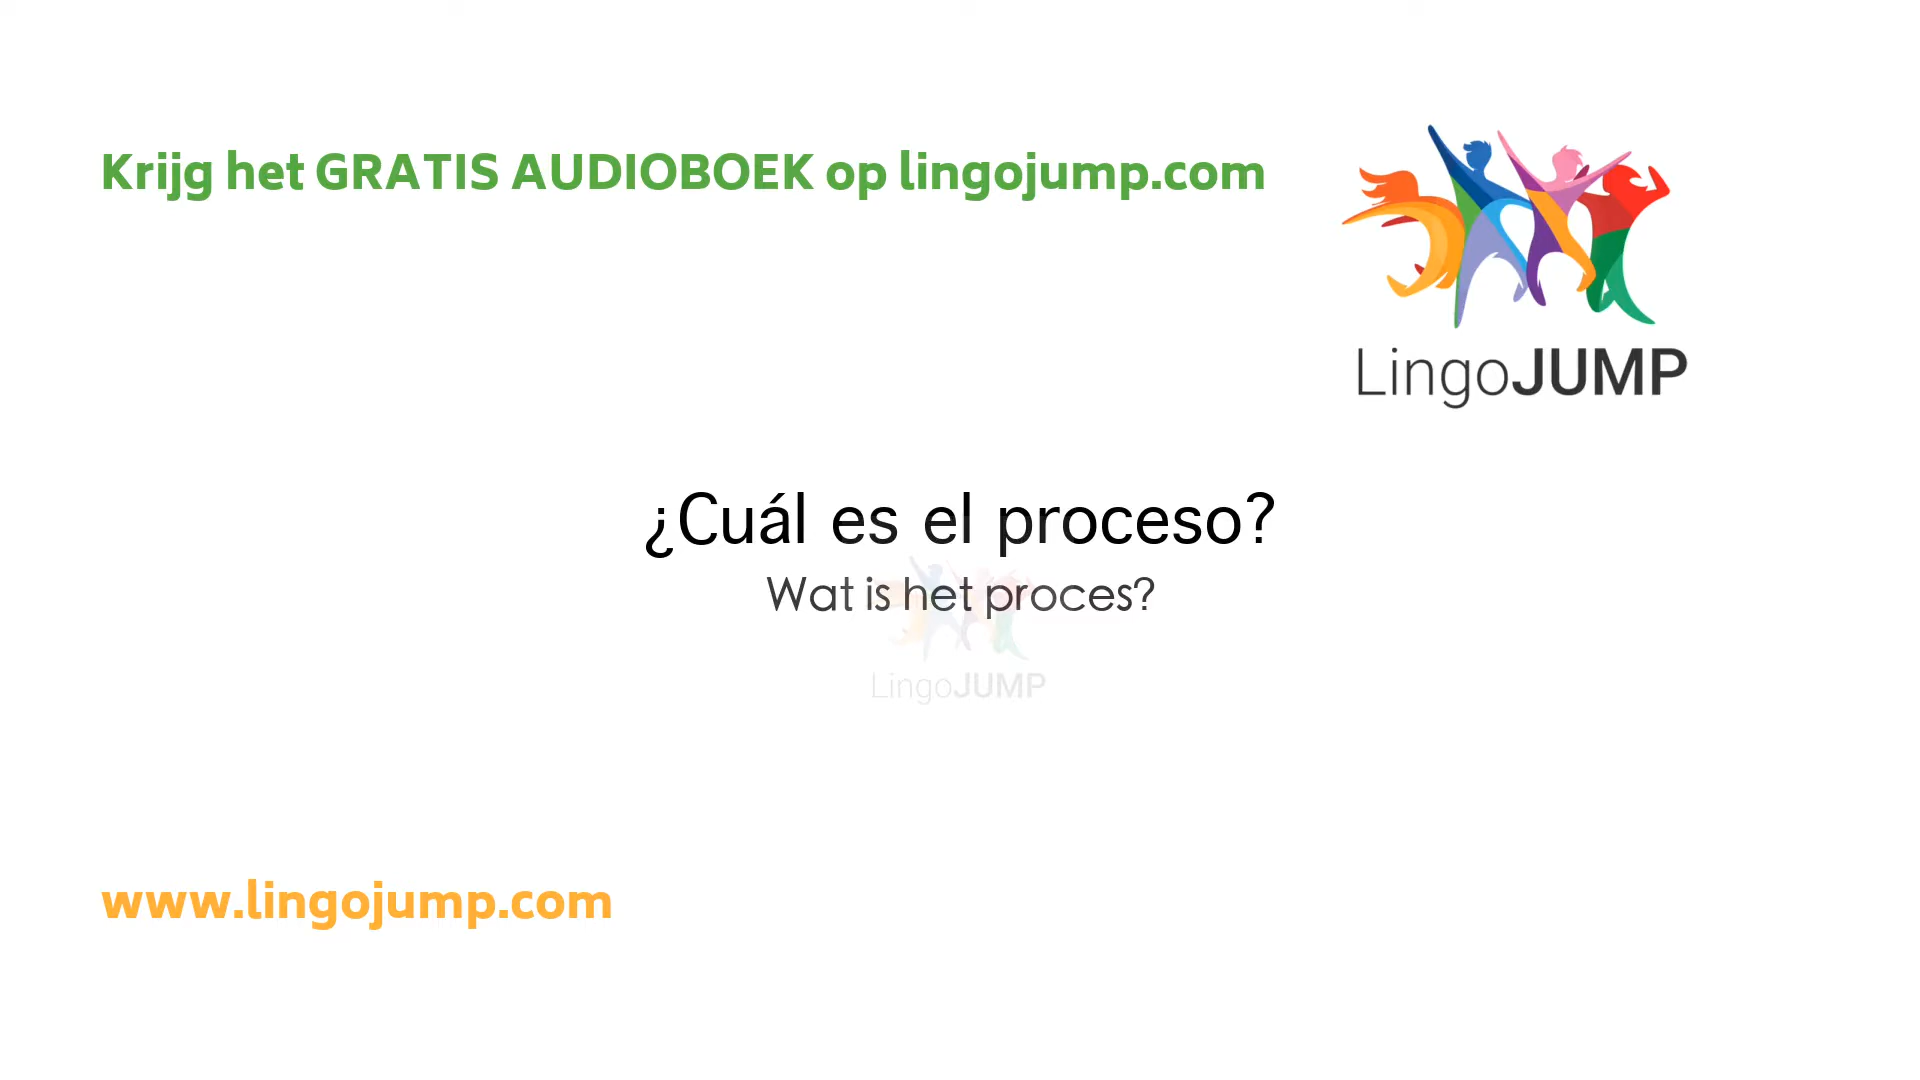 Krijg het GRATIS AUDIOBOEK op lingojump.com
LingoJUMP
¿Cuál es el proceso?
Wat is het proces?
LingoJUMP
www.lingojump.com